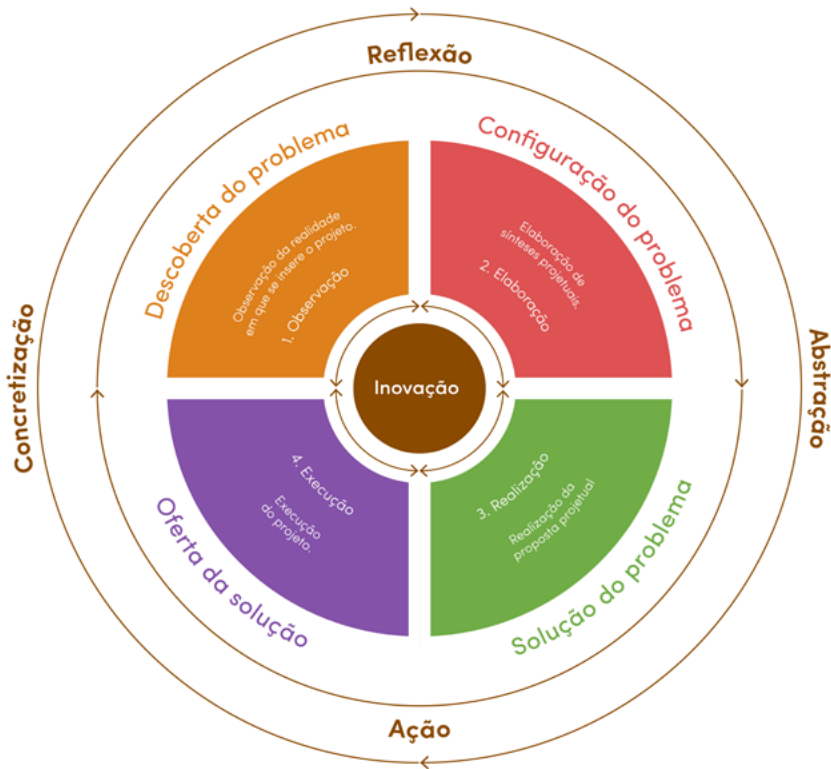 Reflexão
Descoberta do problema
Configuração do problema
Observação da realidade
em que se insere o projeto.
1. Observação
Elaboração de
sínteses projetuais.
2. Elaboração
Concretização
Inovação
Abstração
4. Execução
Execução
do projeto.
3. Realização
Realização da
proposta projetual
Oferta da solução
Solução do problema
Ação